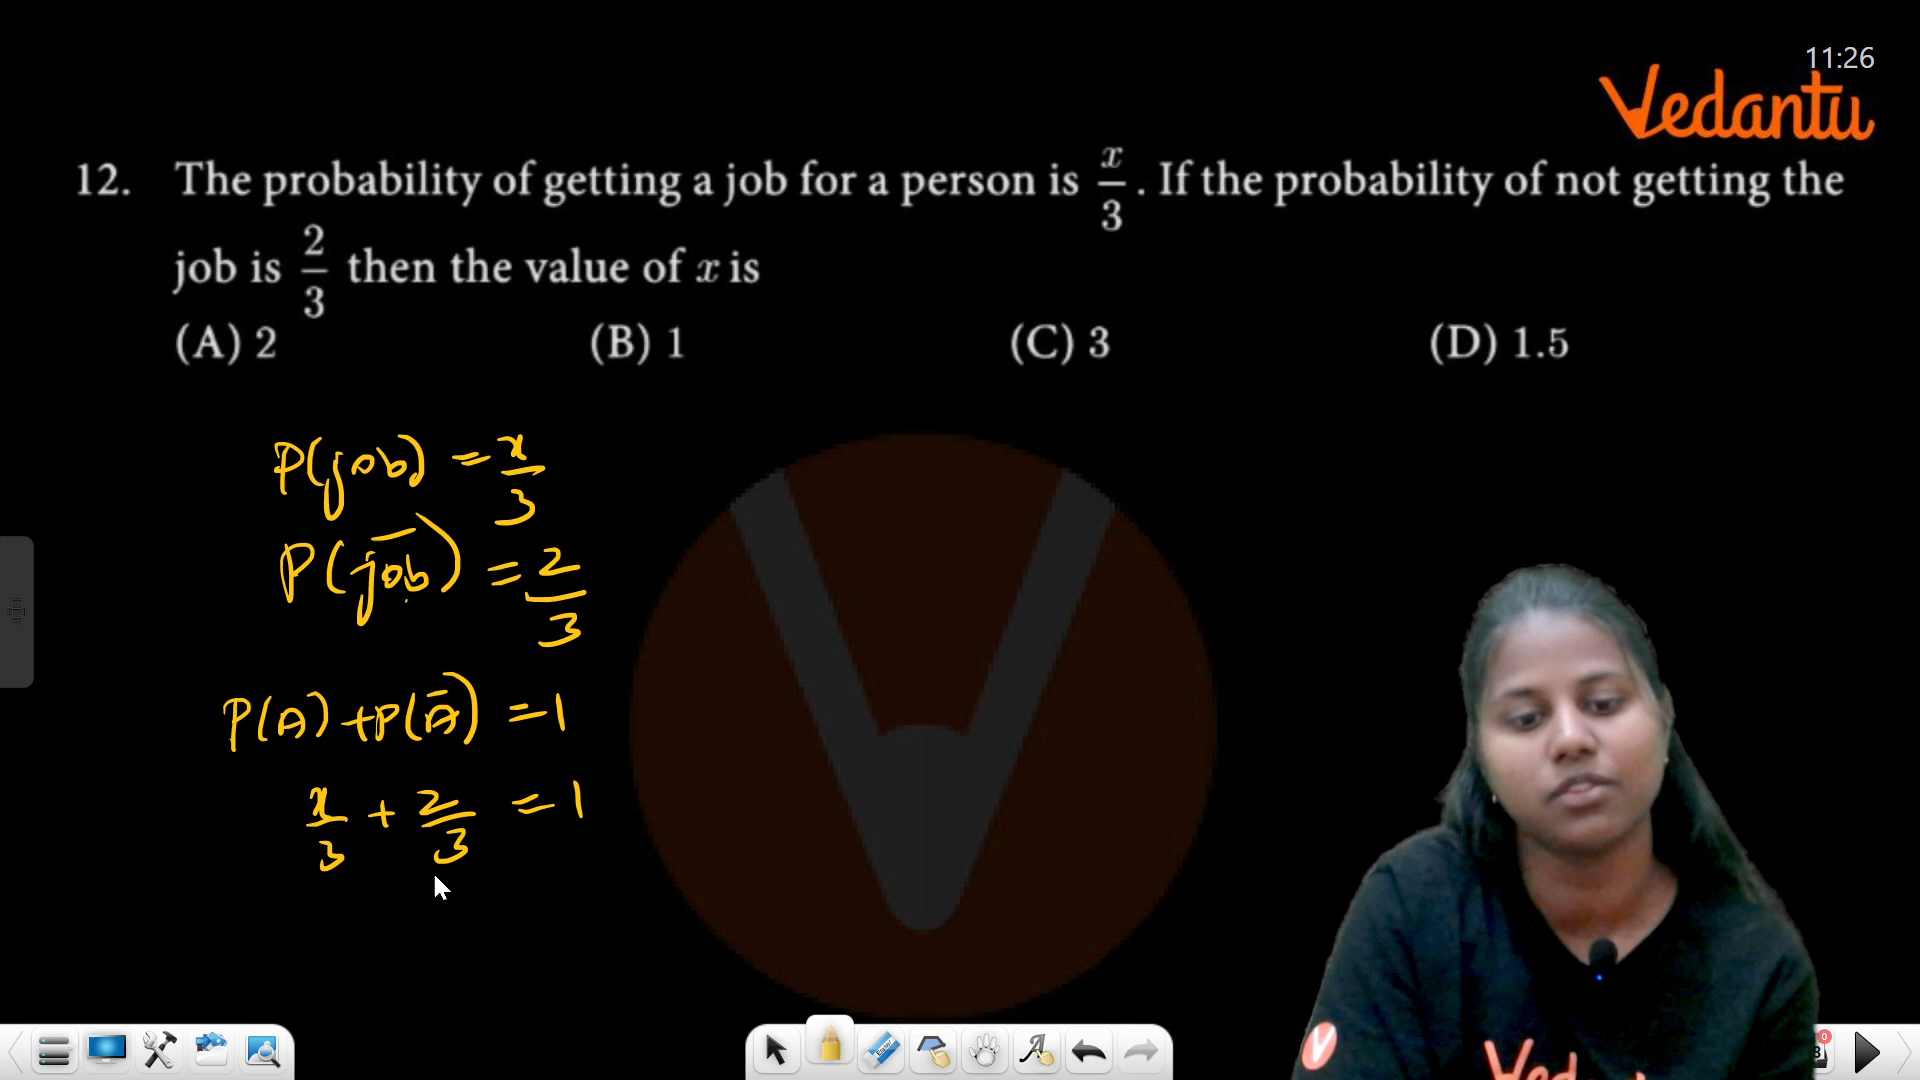 11:26
Vedantu
12. The probability of getting a job for a person is x/3. If the probability of not getting the
job is 2/3 then the value of x is
(A) 2 (B) 1 (C) 3 (D) 1.5
P(job) = x/3
P(j̅o̅b̅) = 2/3
P(A) + P(A̅) = 1
x/3 + 2/3 = 1